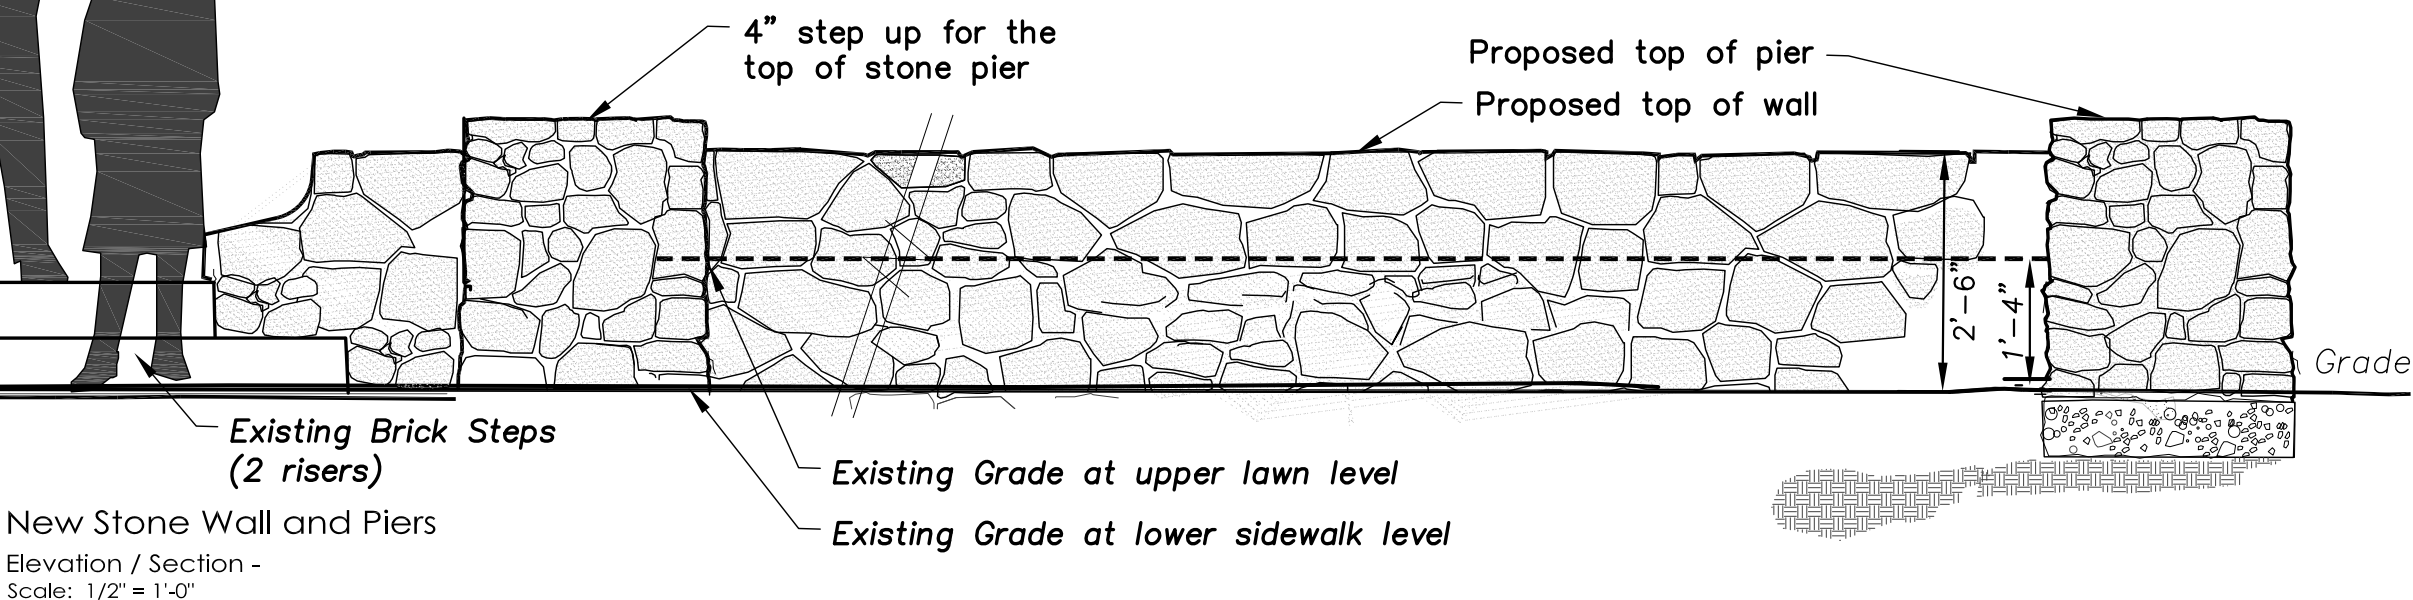 4” step up for the
top of stone pier
Proposed top of pier
Proposed top of wall
2’-6”
1’-4”
Grade
Existing Brick Steps
(2 risers)
Existing Grade at upper lawn level
Existing Grade at lower sidewalk level
New Stone Wall and Piers
Elevation / Section -
Scale: 1/2" = 1'-0"